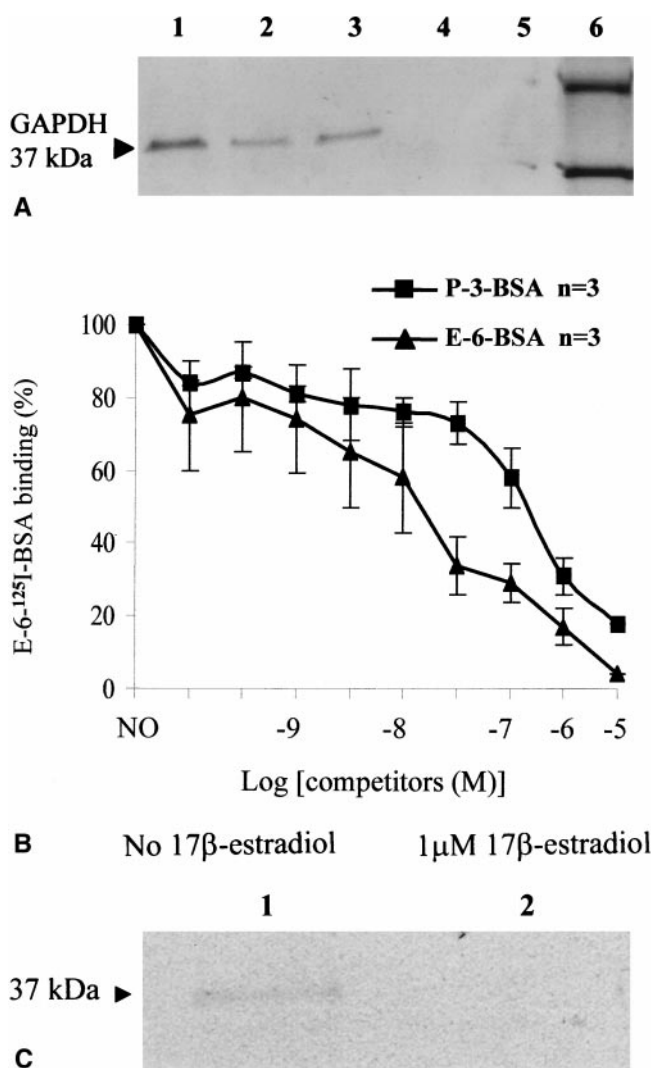 1 2 3 4 5 6
GAPDH
37 kDa
A
P-3-BSA n=3
E-6-BSA n=3
E-6-¹²⁵I-BSA binding (%)
100
80
60
40
20
0
NO -9 -8 -7 -6 -5
Log [competitors (M)]
B No 17β-estradiol 1μM 17β-estradiol
1 2
37 kDa
C